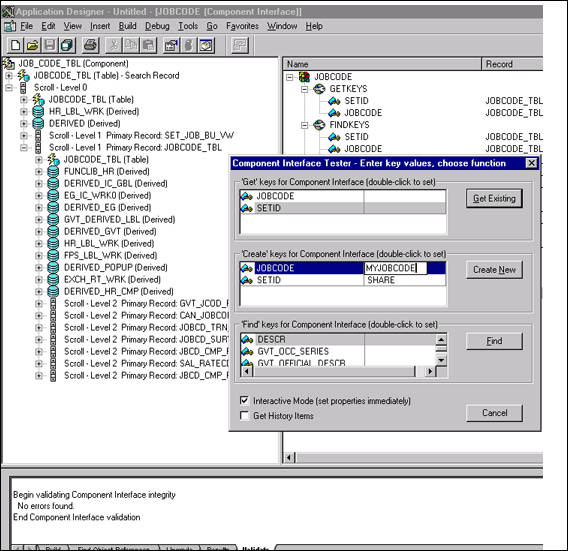 Application Designer - Untitled - [JOBCODE (Component Interface)]
File Edit View Insert Build Debug Tools Go Favorites Window Help
JOB_CODE_TBL (Component)
JOBCODE_TBL (Table) - Search Record
Scroll - Level 0
JOBCODE_TBL (Table)
HR_LBL_WRK (Derived)
DERIVED (Derived)
Scroll - Level 1 Primary Record: SET_JOB_BU_VW
Scroll - Level 1 Primary Record: JOBCODE_TBL
JOBCODE_TBL (Table)
FUNCLIB_HR (Derived)
DERIVED_IC_GBL (Derived)
EG_IC_WRK0 (Derived)
DERIVED_EG (Derived)
GVT_DERIVED_LBL (Derived)
DERIVED_GVT (Derived)
HR_LBL_WRK (Derived)
FPS_LBL_WRK (Derived)
DERIVED_POPUP (Derived)
EXCH_RT_WRK (Derived)
DERIVED_HR_CMP (Derived)
Scroll - Level 2 Primary Record: GVT_JCOD_
Scroll - Level 2 Primary Record: CAN_JOBCO
Scroll - Level 2 Primary Record: JOBCD_TRN_
Scroll - Level 2 Primary Record: JOBCD_SUR
Scroll - Level 2 Primary Record: JBCD_CMP_
Scroll - Level 2 Primary Record: SAL_RATEC
Scroll - Level 2 Primary Record: JBCD_CMP_
Name Record
JOBCODE
GETKEYS
SETID JOBCODE_TBL
JOBCODE JOBCODE_TBL
FINDKEYS
SETID JOBCODE_TBL
JOBCODE JOBCODE_TBL
Component Interface Tester - Enter key values, choose function
'Get' keys for Component Interface (double-click to set)
JOBCODE
SETID
Get Existing
'Create' keys for Component Interface (double-click to set)
JOBCODE MYJOBCODE
SETID SHARE
Create New
'Find' keys for Component Interface (double-click to set)
DESCR
GVT_OCC_SERIES
GVT_OFFICIAL_DESCR
Find
Interactive Mode (set properties immediately)
Get History Items
Cancel
Begin validating Component Interface integrity
No errors found.
End Component Interface validation
Build Find Object References Upgrade Results Validate